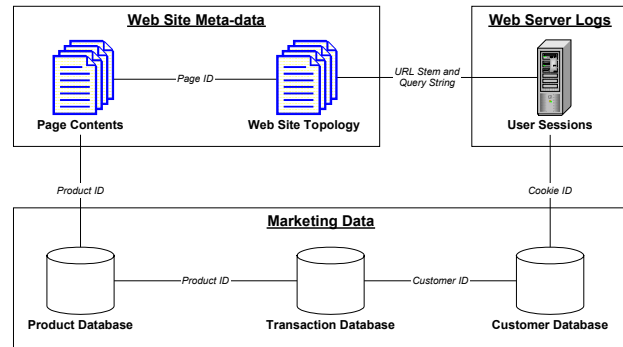 Web Site Meta-data
Web Server Logs
Page ID
URL Stem and
Query String
Page Contents
Web Site Topology
User Sessions
Product ID
Cookie ID
Marketing Data
Product ID
Customer ID
Product Database
Transaction Database
Customer Database